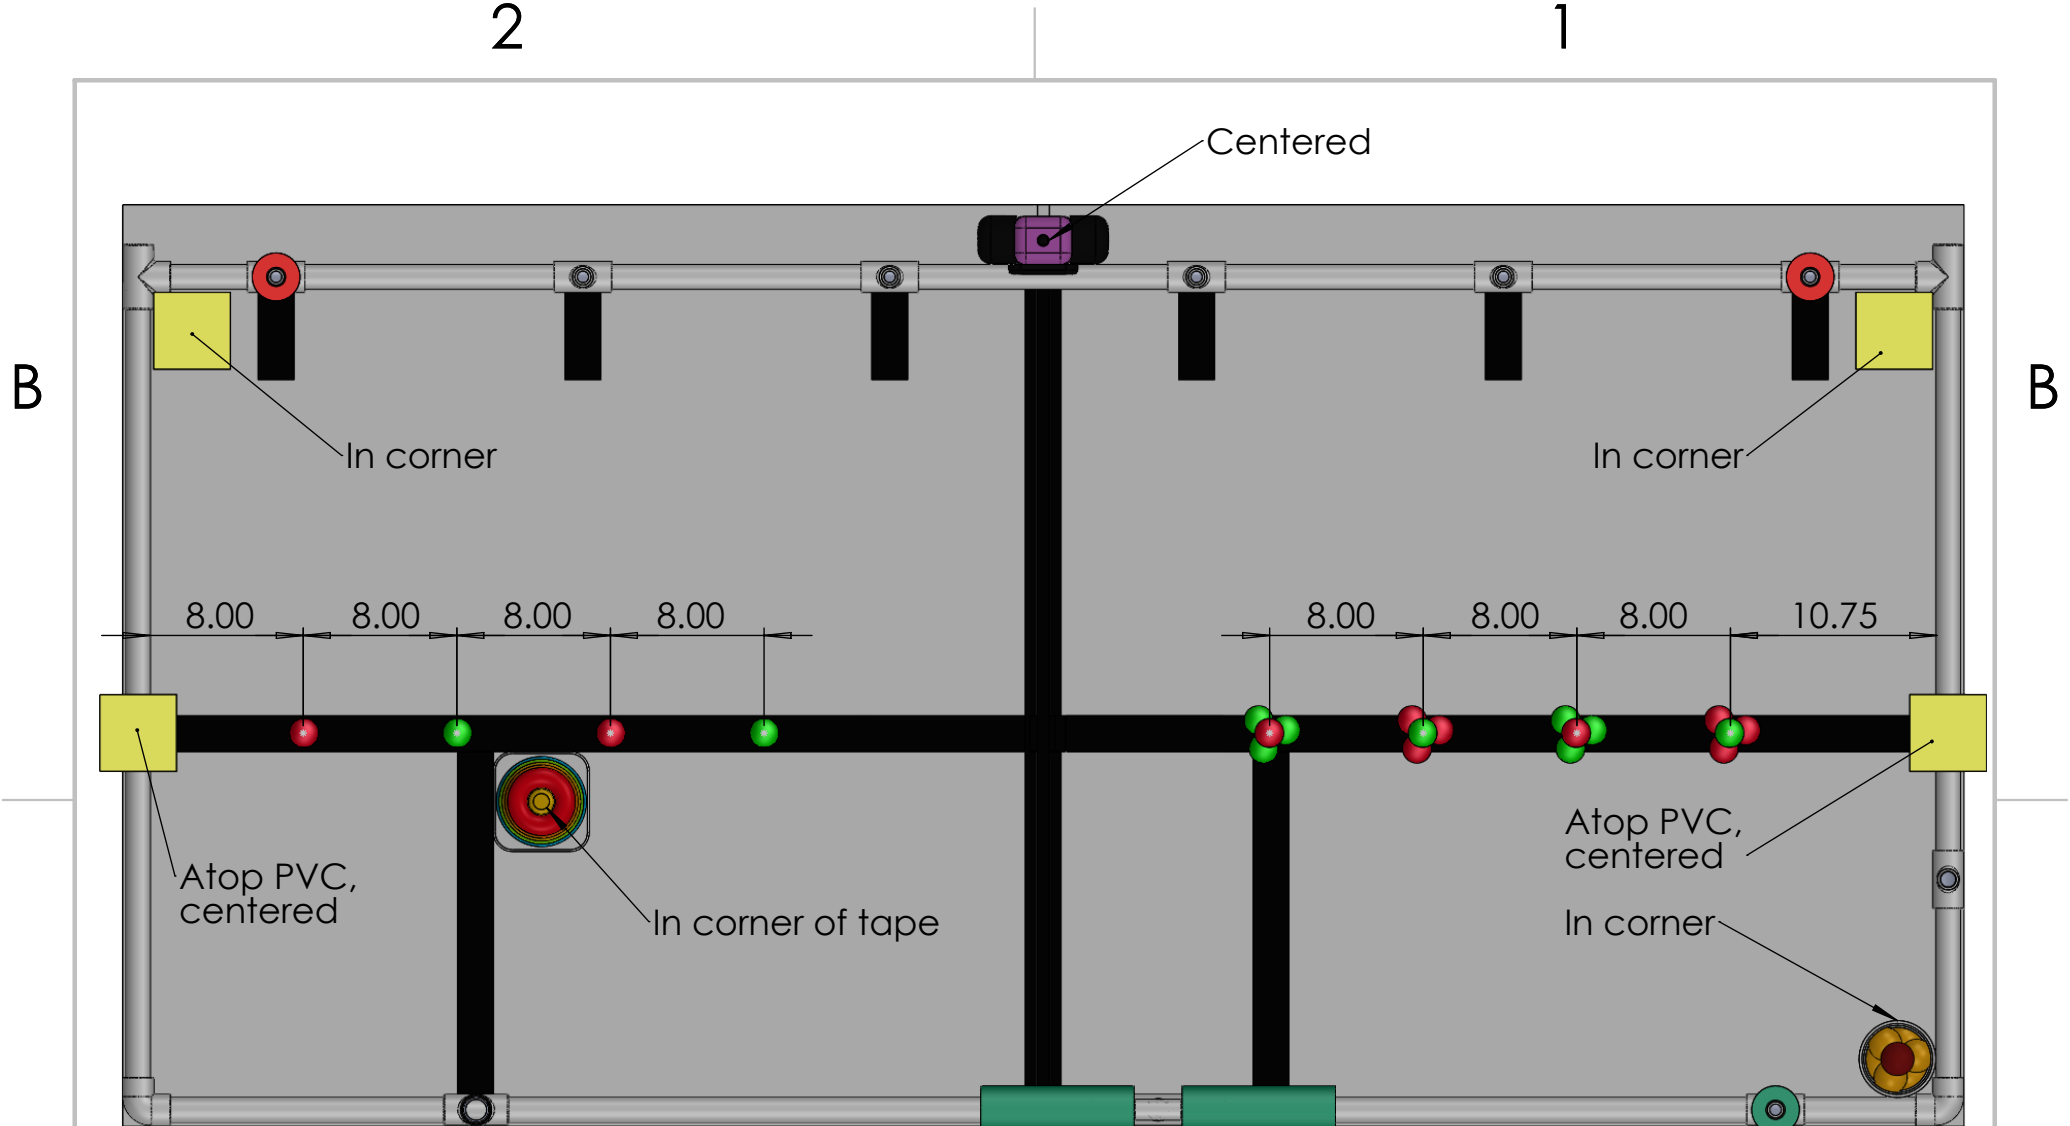 2
1
Centered
B
B
In corner
In corner
8.00
8.00
8.00
8.00
8.00
8.00
8.00
10.75
Atop PVC,
centered
Atop PVC,
centered
In corner of tape
In corner